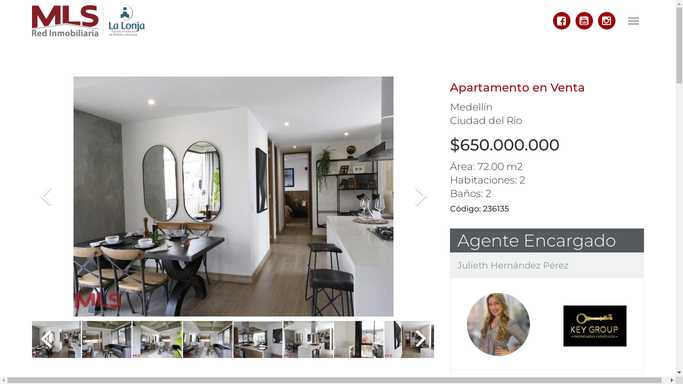 MLS
Red Inmobiliaria
La Lonja
Apartamento en Venta
Medellín
Ciudad del Rio
$650.000.000
Área: 72.00 m2
Habitaciones: 2
Baños: 2
Código: 236135
Agente Encargado
Julieth Hernández Pérez
MLS
KEY GROUP